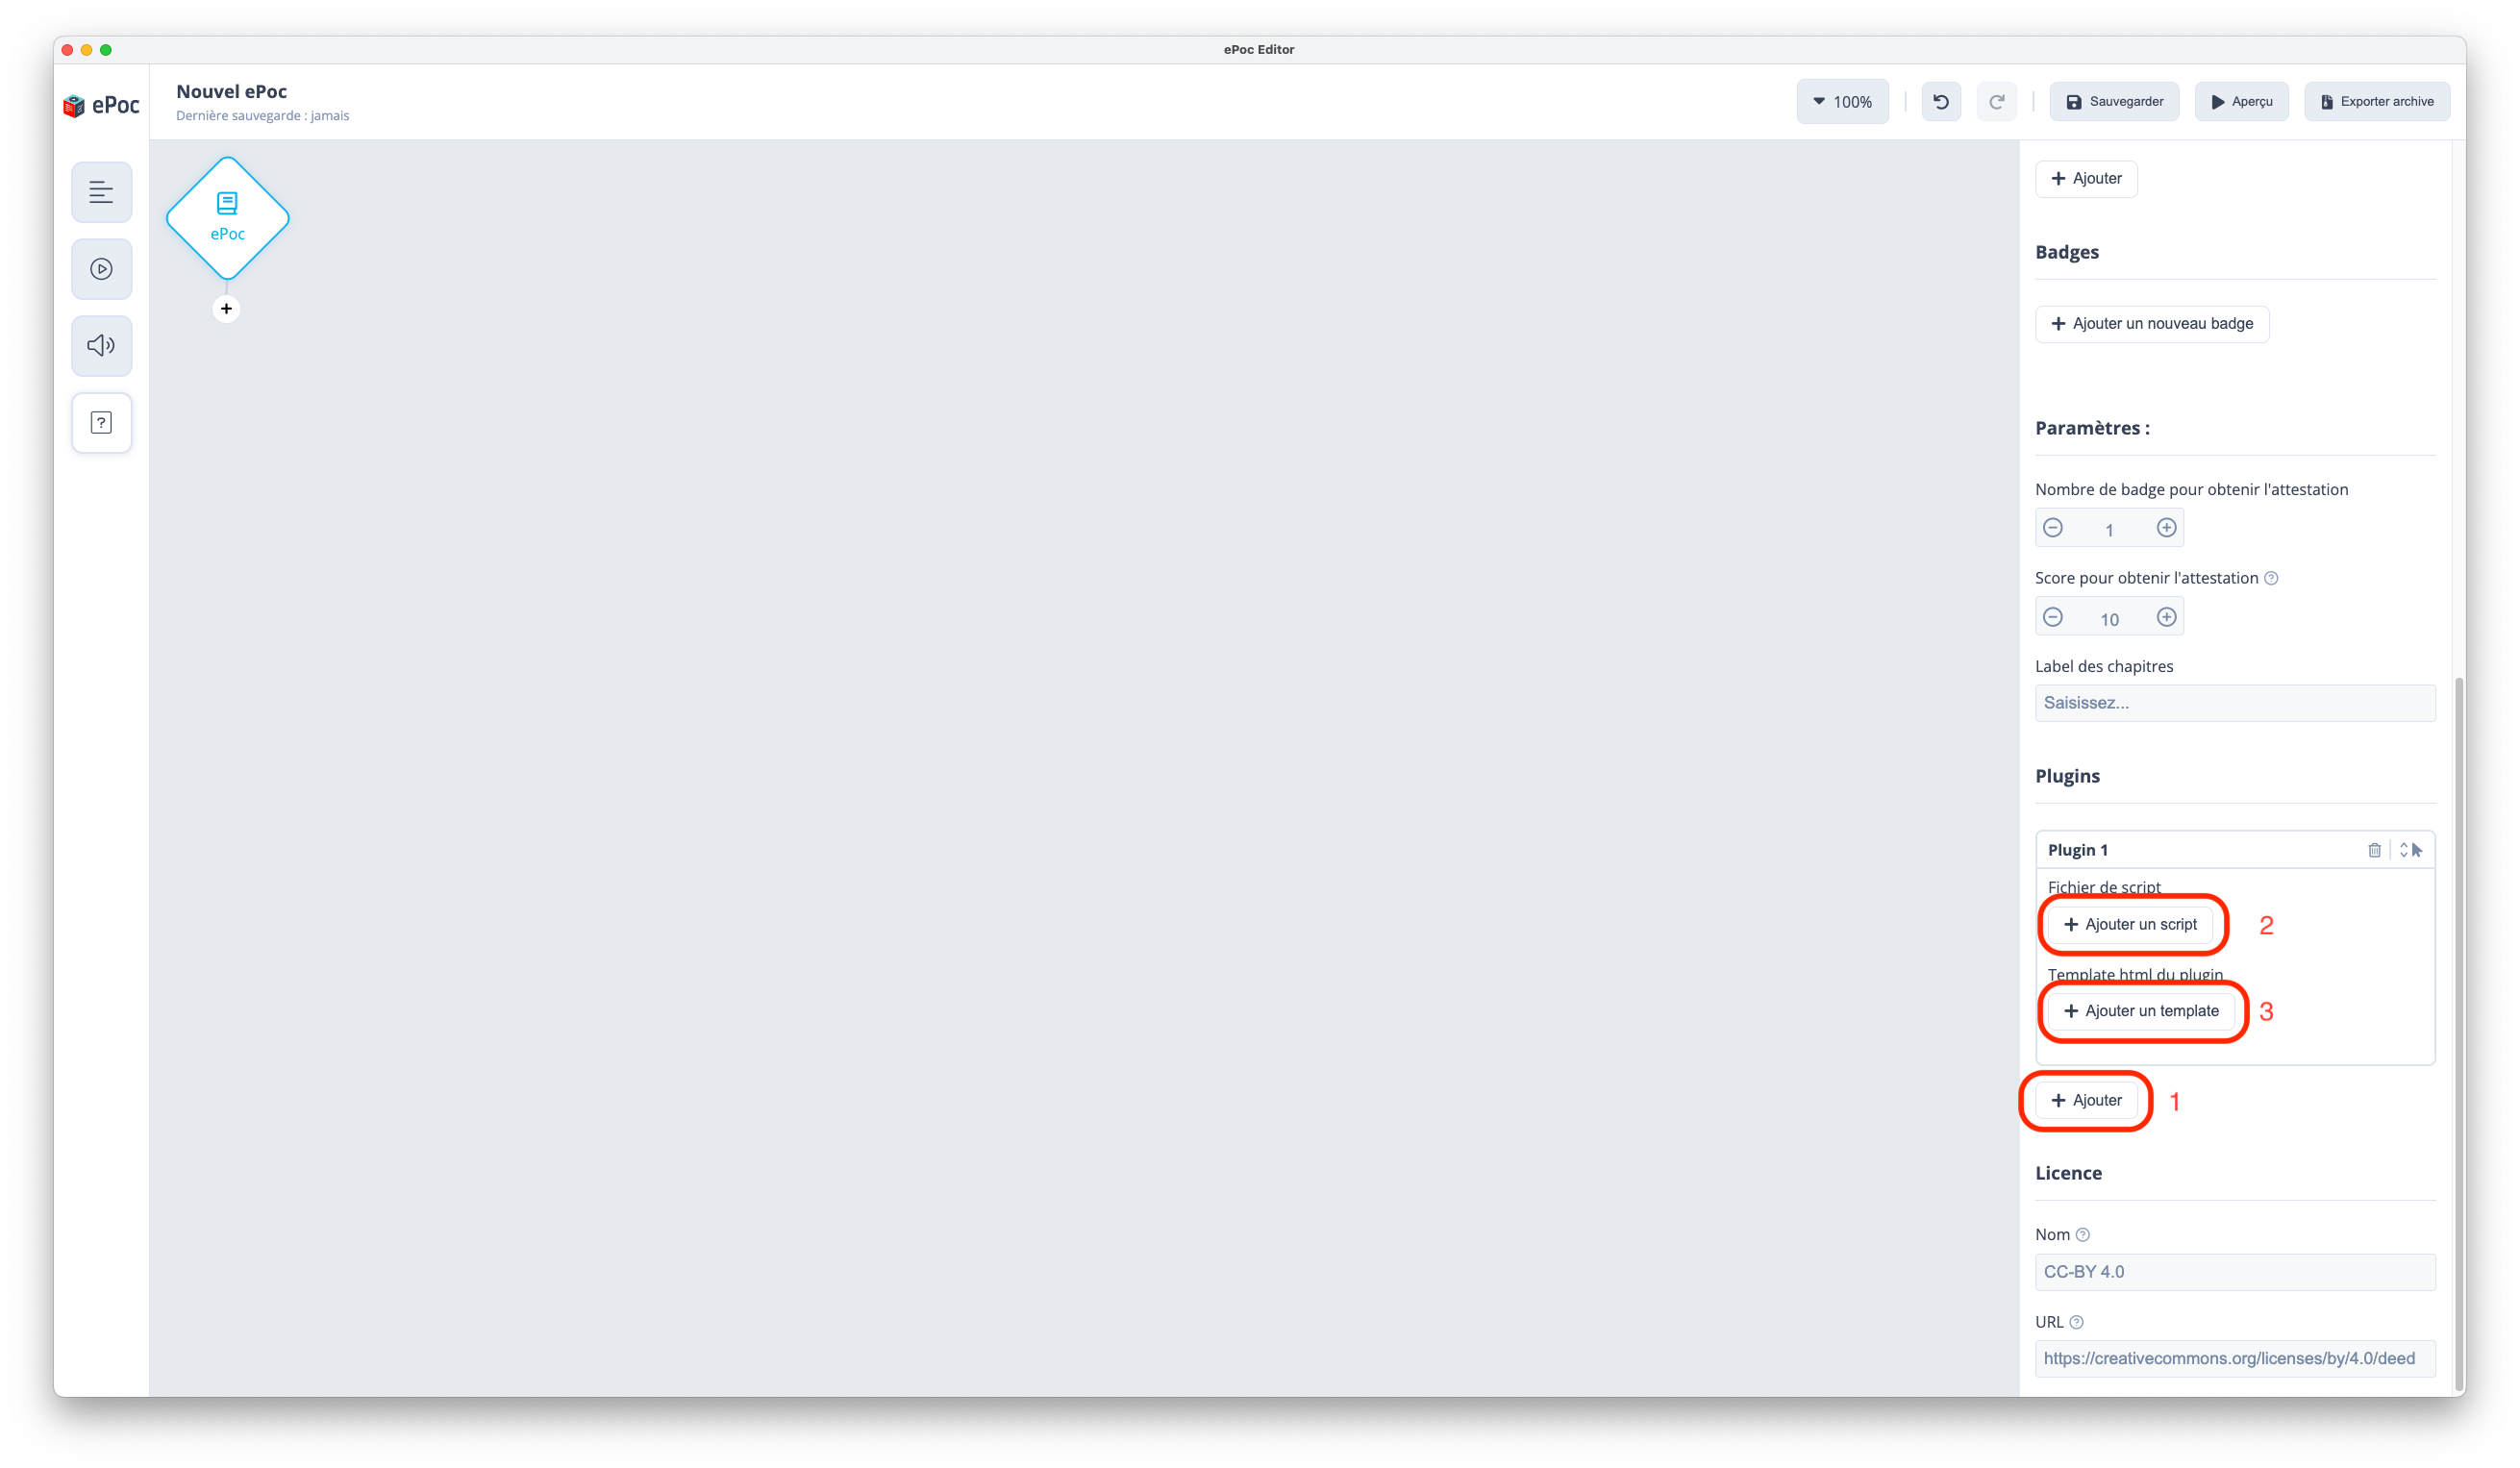 ePoc Editor
ePoc
Nouvel ePoc
Dernière sauvegarde : jamais
100%
Sauvegarder
Aperçu
Exporter archive
ePoc
Ajouter
Badges
Ajouter un nouveau badge
Paramètres :
Nombre de badge pour obtenir l'attestation
1
Score pour obtenir l'attestation
10
Label des chapitres
Saisissez...
Plugins
Plugin 1
Fichier de script
Ajouter un script
2
Template html du plugin
Ajouter un template
3
Ajouter
1
Licence
Nom
CC-BY 4.0
URL
https://creativecommons.org/licenses/by/4.0/deed